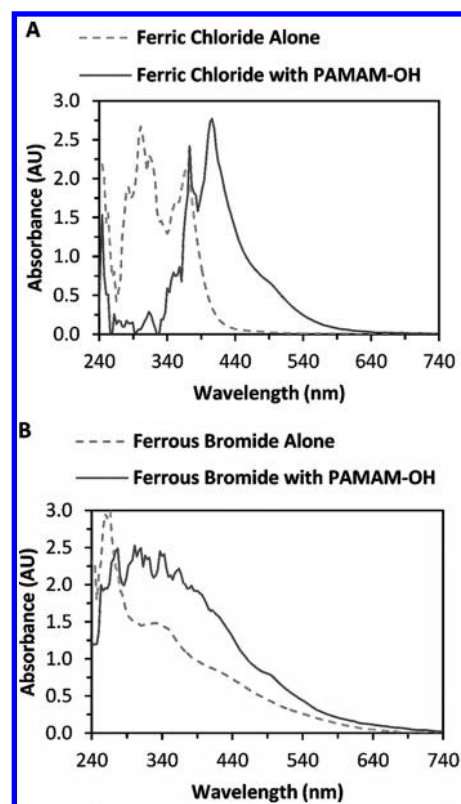 A
Ferric Chloride Alone
Ferric Chloride with PAMAM-OH
3.0
2.5
2.0
1.5
1.0
0.5
0.0
Absorbance (AU)
240 340 440 540 640 740
Wavelength (nm)
B
Ferrous Bromide Alone
Ferrous Bromide with PAMAM-OH
3.0
2.5
2.0
1.5
1.0
0.5
0.0
Absorbance (AU)
240 340 440 540 640 740
Wavelength (nm)